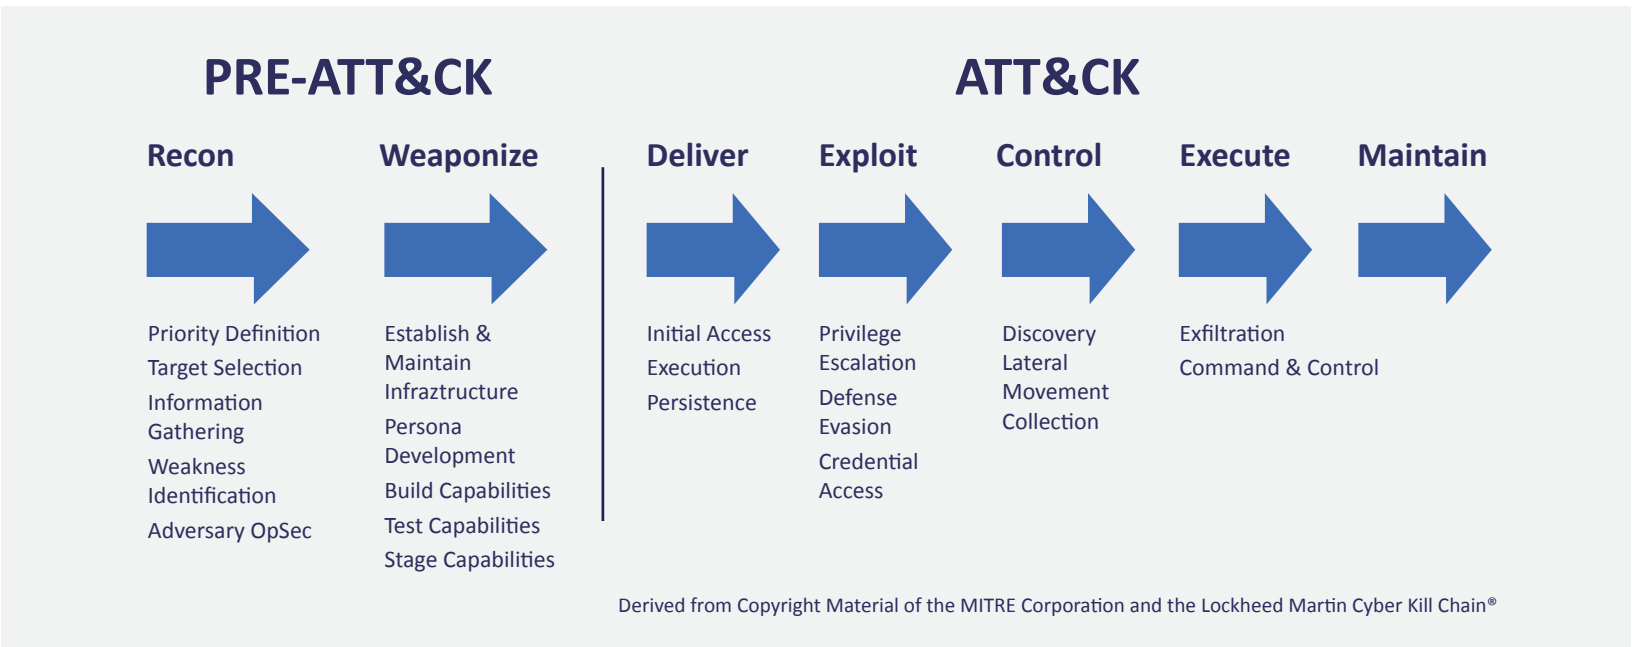 PRE-ATT&CK
ATT&CK
Recon
Weaponize
Deliver
Exploit
Control
Execute
Maintain
Priority Definition
Target Selection
Information
Gathering
Weakness
Identification
Adversary OpSec
Establish &
Maintain
Infraztructure
Persona
Development
Build Capabilities
Test Capabilities
Stage Capabilities
Initial Access
Execution
Persistence
Privilege
Escalation
Defense
Evasion
Credential
Access
Discovery
Lateral
Movement
Collection
Exfiltration
Command & Control
Derived from Copyright Material of the MITRE Corporation and the Lockheed Martin Cyber Kill Chain®